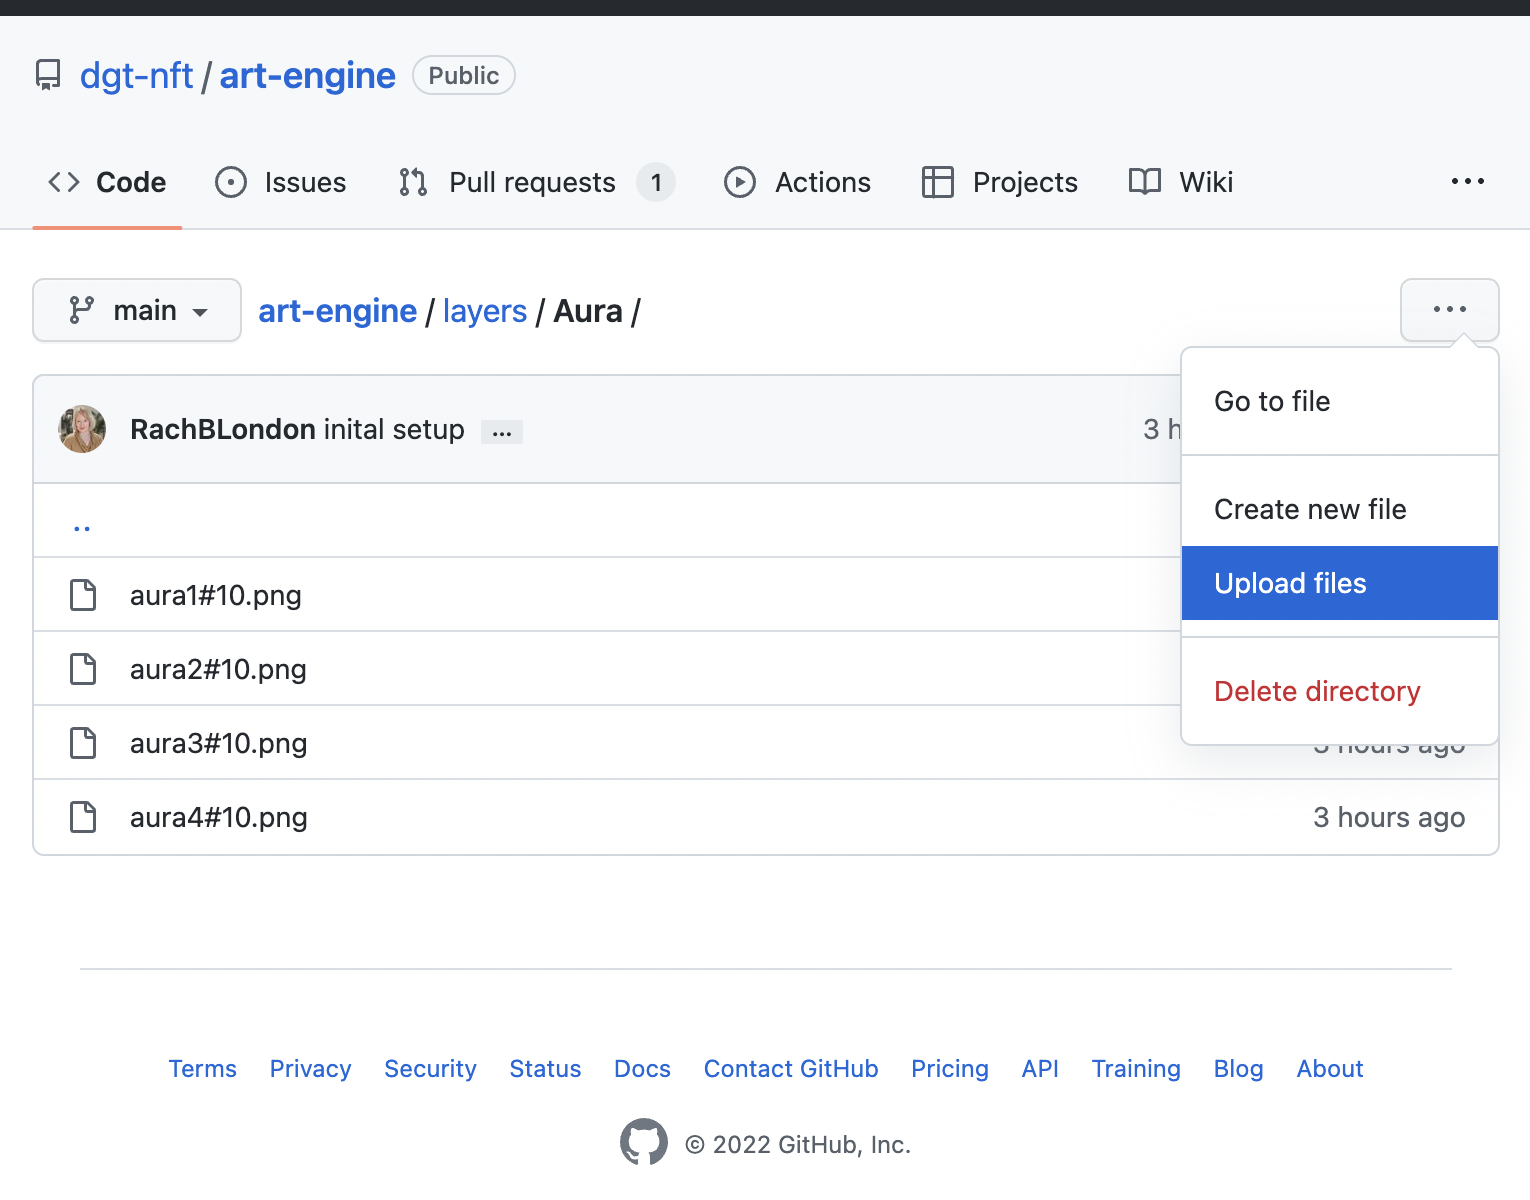 dgt-nft / art-engine Public
Code Issues Pull requests 1 Actions Projects Wiki
main art-engine / layers / Aura /
Go to file
RachBLondon inital setup ... 3 h
Create new file
..
Upload files
aura1#10.png
aura2#10.png
Delete directory
aura3#10.png 3 hours ago
aura4#10.png 3 hours ago
Terms Privacy Security Status Docs Contact GitHub Pricing API Training Blog About
© 2022 GitHub, Inc.